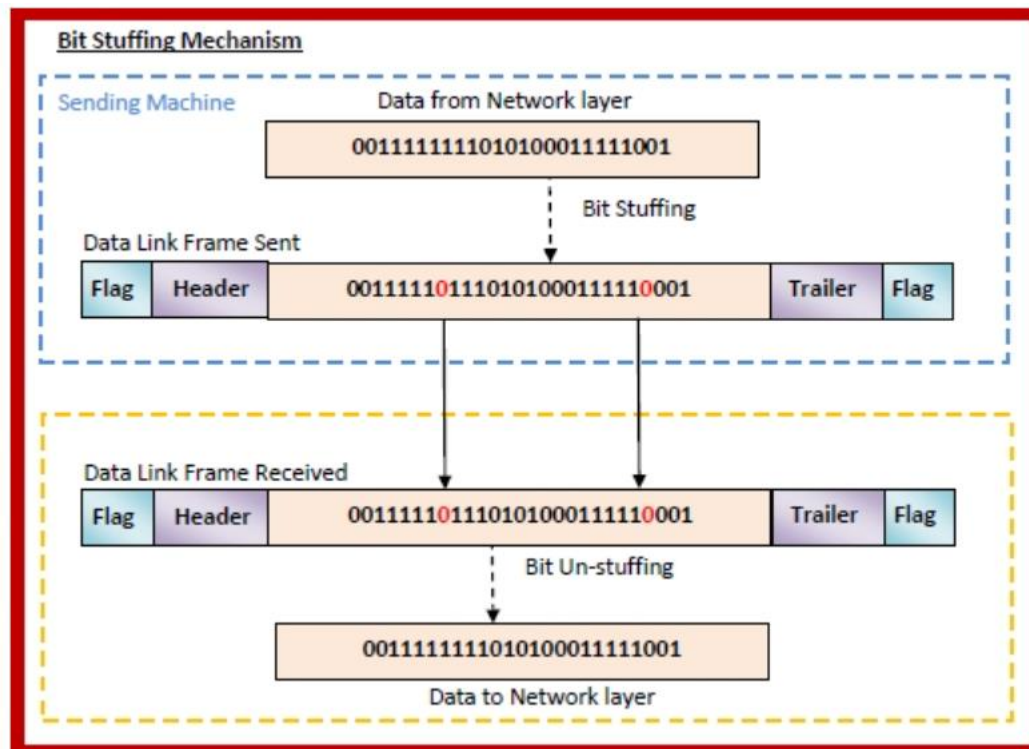 Bit Stuffing Mechanism
Sending Machine
Data from Network layer
0011111111010100011111001
Bit Stuffing
Data Link Frame Sent
Flag Header 001111101110101000111110001 Trailer Flag
Data Link Frame Received
Flag Header 001111101110101000111110001 Trailer Flag
Bit Un-stuffing
0011111111010100011111001
Data to Network layer